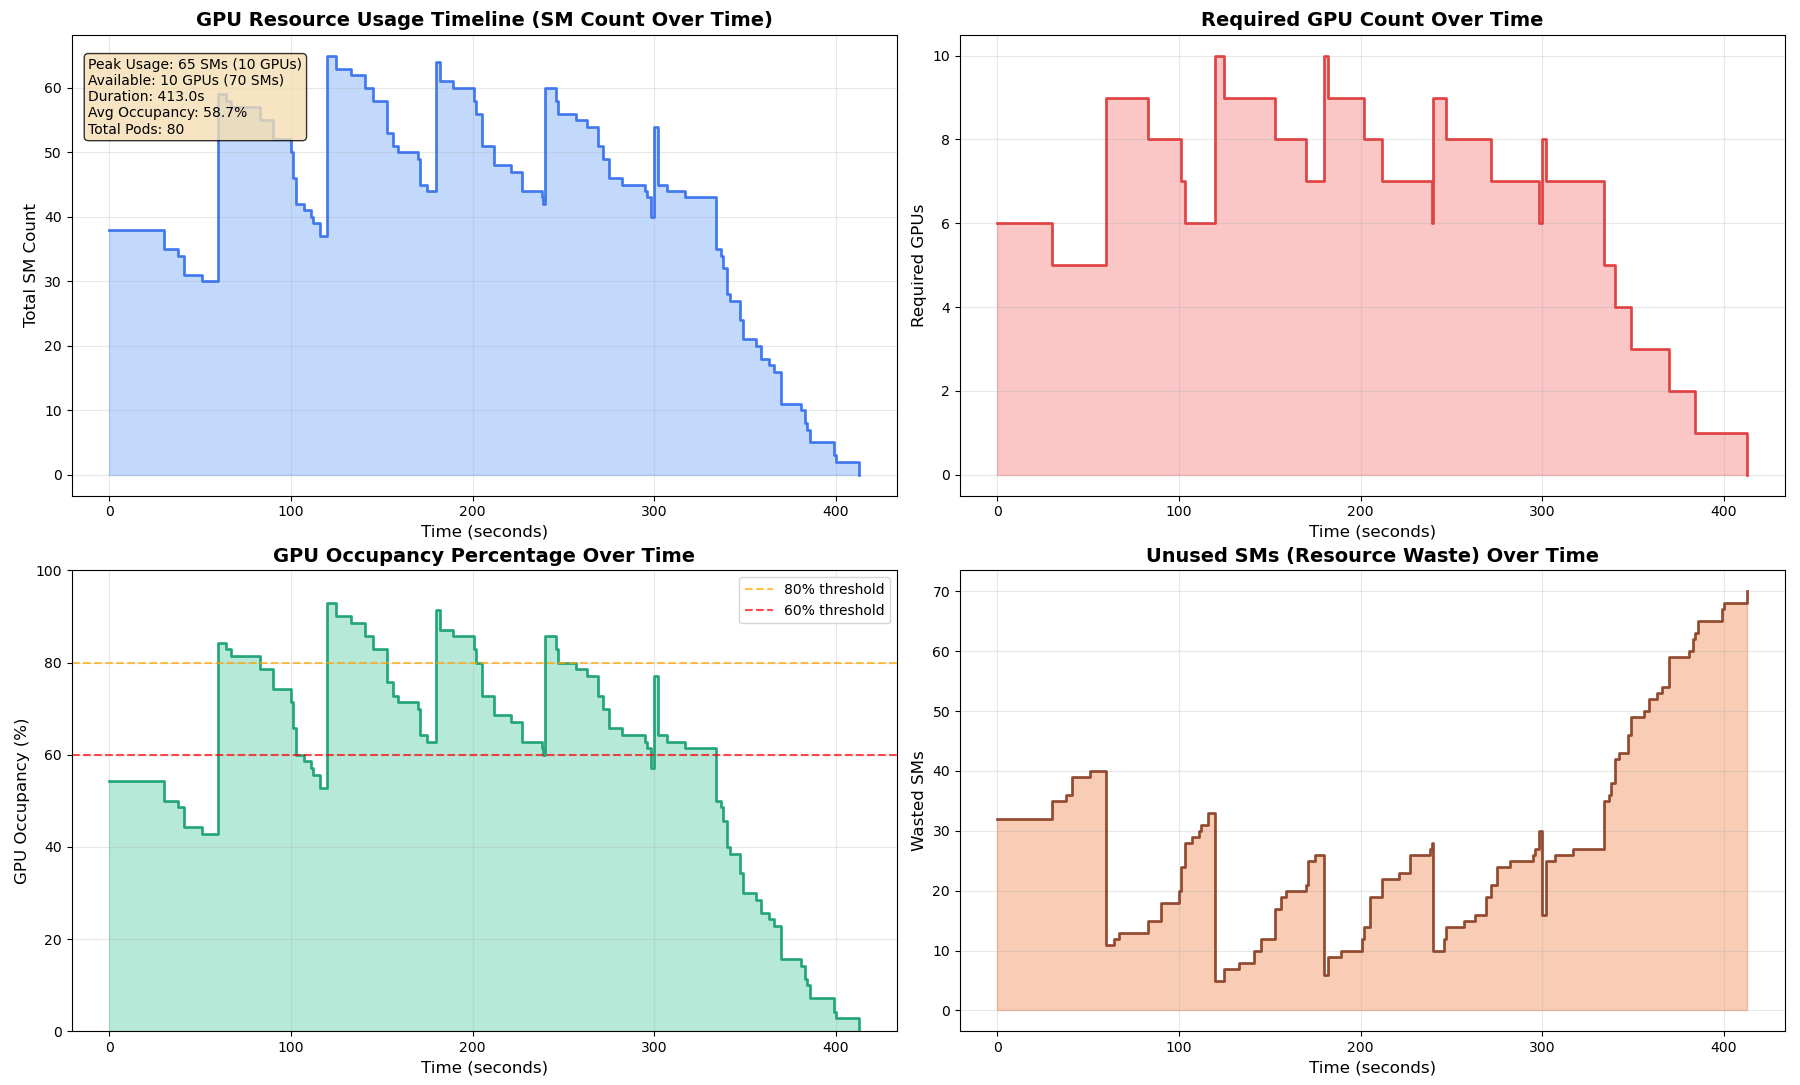 GPU Resource Usage Timeline (SM Count Over Time)
Peak Usage: 65 SMs (10 GPUs)
Available: 10 GPUs (70 SMs)
Duration: 413.0s
Avg Occupancy: 58.7%
Total Pods: 80
Total SM Count
60
50
40
30
20
10
0
0 100 200 300 400
Time (seconds)
Required GPU Count Over Time
Required GPUs
10
8
6
4
2
0
0 100 200 300 400
Time (seconds)
GPU Occupancy Percentage Over Time
80% threshold
60% threshold
GPU Occupancy (%)
100
80
60
40
20
0
0 100 200 300 400
Time (seconds)
Unused SMs (Resource Waste) Over Time
Wasted SMs
70
60
50
40
30
20
10
0
0 100 200 300 400
Time (seconds)